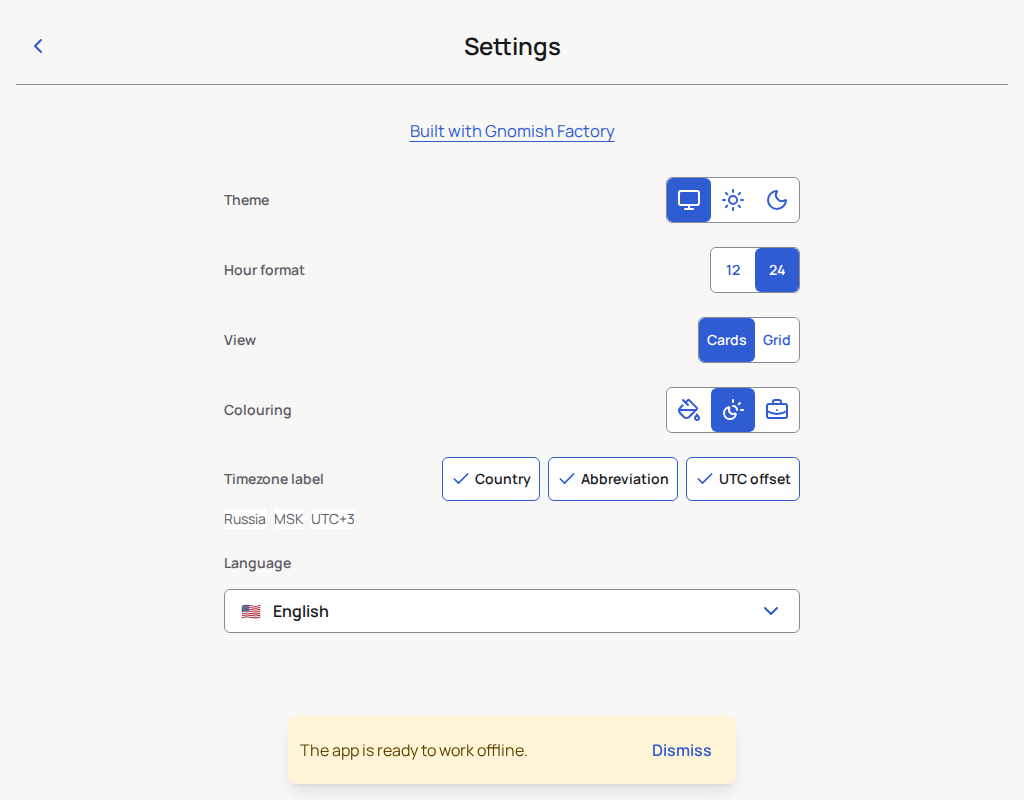 Settings
Built with Gnomish Factory
Theme
Hour format
12 24
View
Cards Grid
Colouring
Timezone label
Country Abbreviation UTC offset
Russia MSK UTC+3
Language
English
The app is ready to work offline.
Dismiss